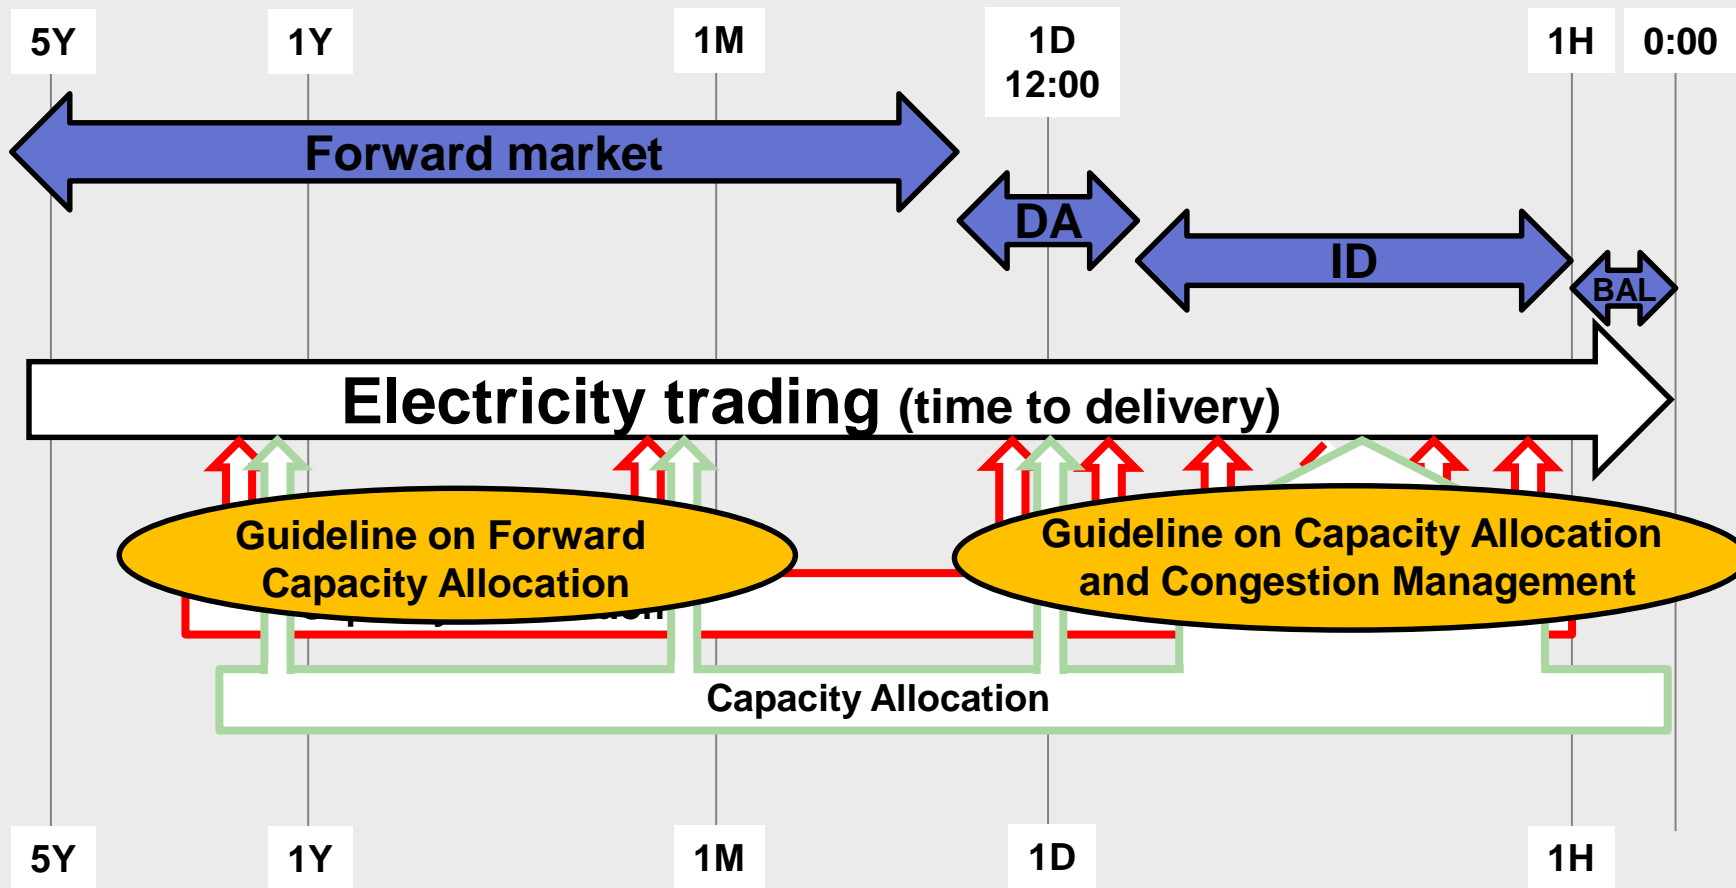 5Y
1Y
1M
1D
12:00
1H
0:00
Forward market
DA
ID
BAL
Electricity trading (time to delivery)
Guideline on Forward
Capacity Allocation
Guideline on Capacity Allocation
and Congestion Management
Capacity Allocation
5Y
1Y
1M
1D
1H